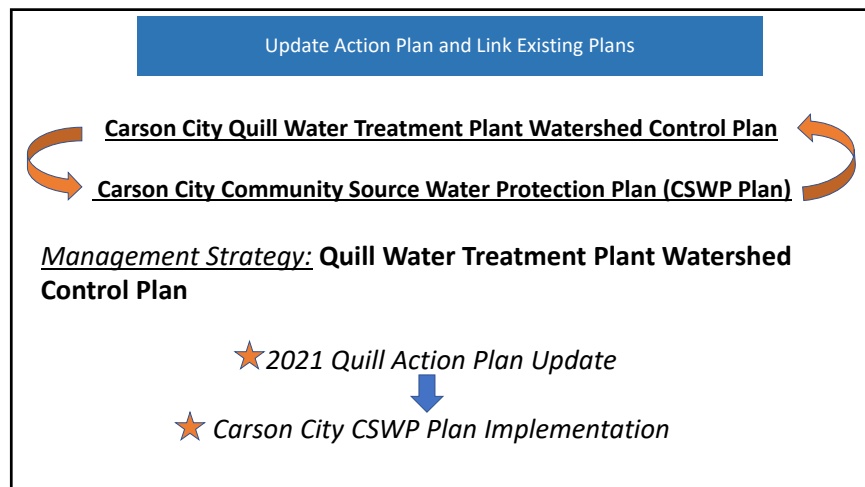 Update Action Plan and Link Existing Plans
Carson City Quill Water Treatment Plant Watershed Control Plan
Carson City Community Source Water Protection Plan (CSWP Plan)
Management Strategy: Quill Water Treatment Plant Watershed
Control Plan
2021 Quill Action Plan Update
Carson City CSWP Plan Implementation